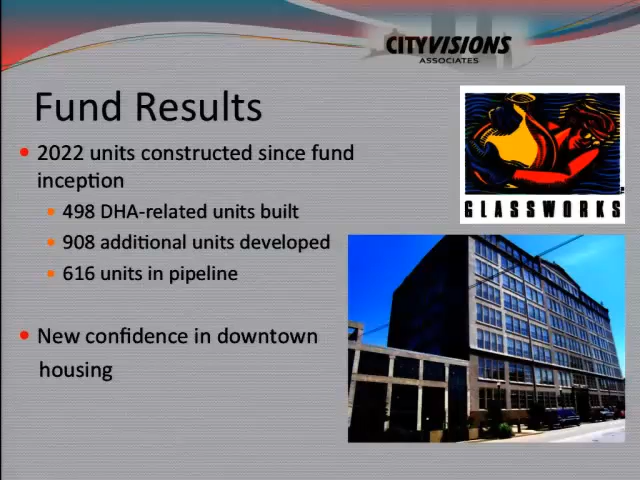 CITYVISIONS
ASSOCIATES
Fund Results
2022 units constructed since fund
inception
498 DHA-related units built
908 additional units developed
616 units in pipeline
New confidence in downtown
housing
GLASSWORKS